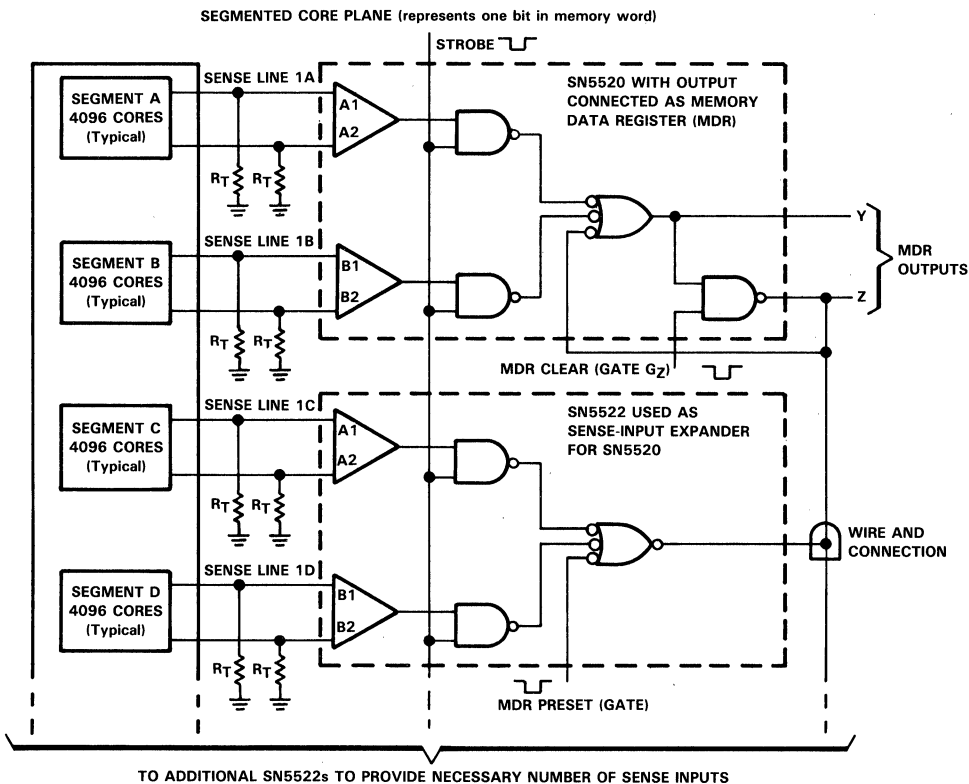 SEGMENTED CORE PLANE (represents one bit in memory word)
STROBE
SEGMENT A
4096 CORES
(Typical)
SENSE LINE 1A
A1
A2
RT
RT
SN5520 WITH OUTPUT
CONNECTED AS MEMORY
DATA REGISTER (MDR)
SEGMENT B
4096 CORES
(Typical)
SENSE LINE 1B
B1
B2
RT
RT
Y
Z
MDR
OUTPUTS
MDR CLEAR (GATE GZ)
SEGMENT C
4096 CORES
(Typical)
SENSE LINE 1C
A1
A2
RT
RT
SN5522 USED AS
SENSE-INPUT EXPANDER
FOR SN5520
WIRE AND
CONNECTION
SEGMENT D
4096 CORES
(Typical)
SENSE LINE 1D
B1
B2
RT
RT
MDR PRESET (GATE)
TO ADDITIONAL SN5522s TO PROVIDE NECESSARY NUMBER OF SENSE INPUTS